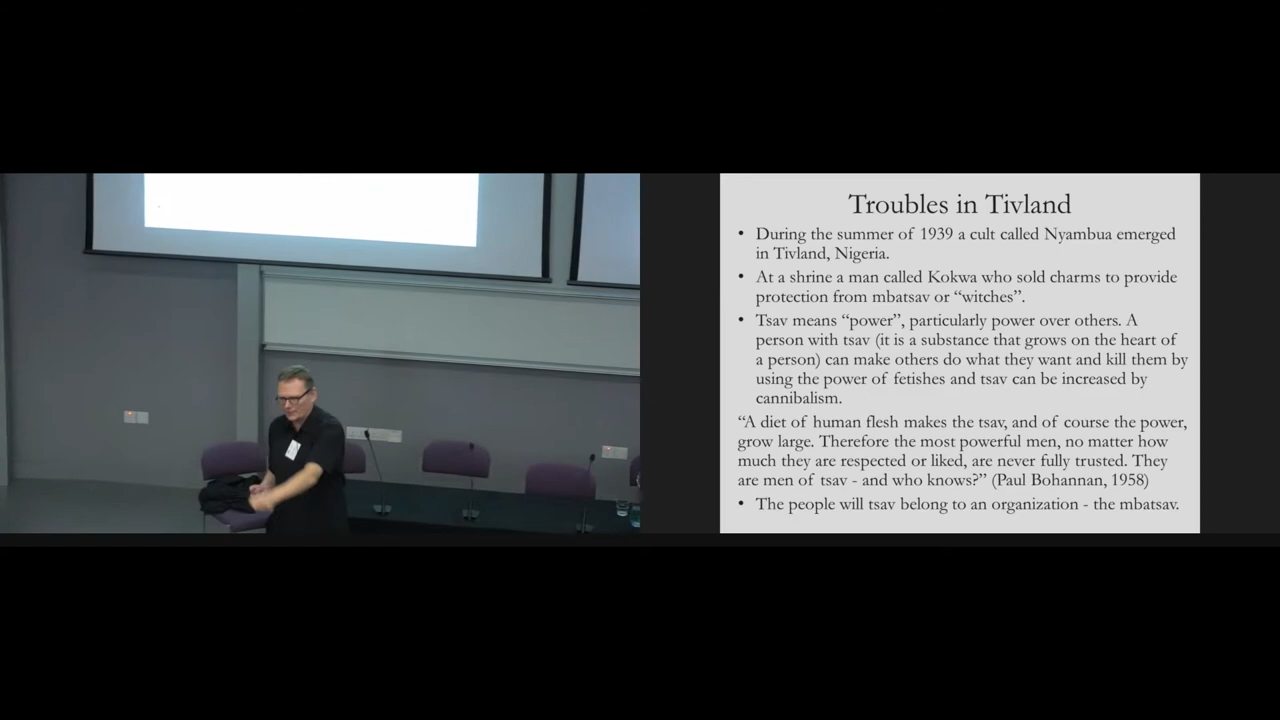 Troubles in Tivland
• During the summer of 1939 a cult called Nyambua emerged
in Tivland, Nigeria.
• At a shrine a man called Kokwa who sold charms to provide
protection from mbatsav or “witches”.
• Tsav means “power”, particularly power over others. A
person with tsav (it is a substance that grows on the heart of
a person) can make others do what they want and kill them by
using the power of fetishes and tsav can be increased by
cannibalism.
“A diet of human flesh makes the tsav, and of course the power,
grow large. Therefore the most powerful men, no matter how
much they are respected or liked, are never fully trusted. They
are men of tsav - and who knows?” (Paul Bohannan, 1958)
• The people will tsav belong to an organization - the mbatsav.